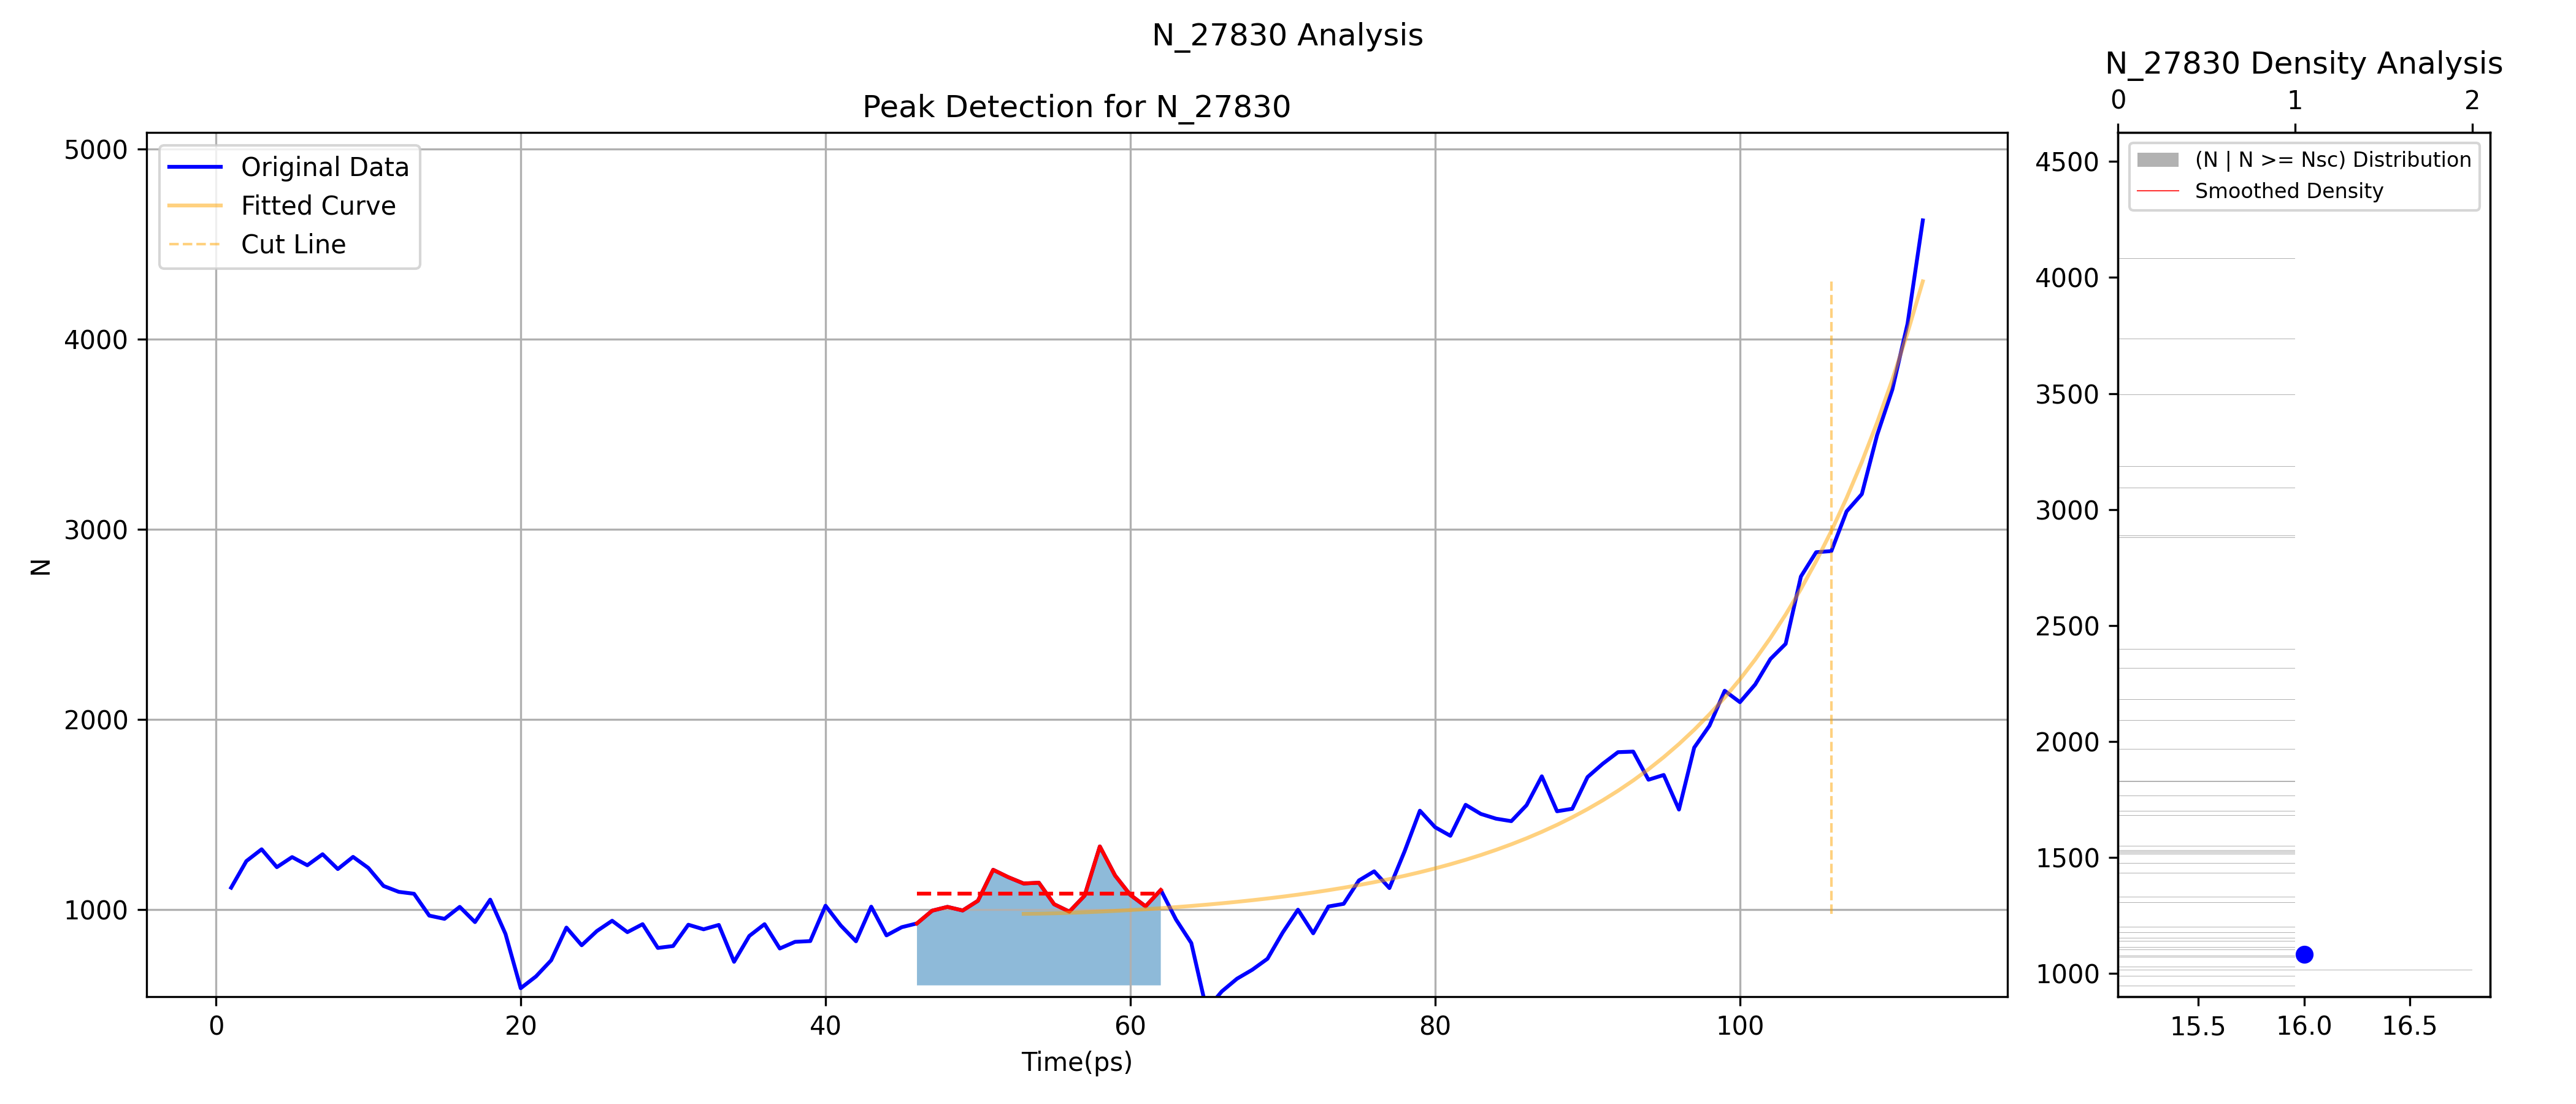 N_27830 Analysis
Peak Detection for N_27830
Original Data
Fitted Curve
Cut Line
5000
4000
3000
2000
1000
N
0
20
40
60
80
100
Time(ps)
N_27830 Density Analysis
0
1
2
(N | N >= Nsc) Distribution
Smoothed Density
4500
4000
3500
3000
2500
2000
1500
1000
15.5
16.0
16.5